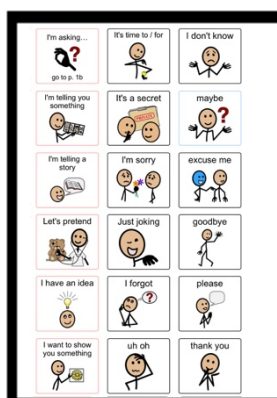 I'm asking...
go to p. 1b
It's time to / for
I don't know
I'm telling you
something
It's a secret
PRIVATE
maybe
I'm telling a
story
I'm sorry
excuse me
Let's pretend
Just joking
goodbye
I have an idea
I forgot
please
I want to show
you something
uh oh
thank you